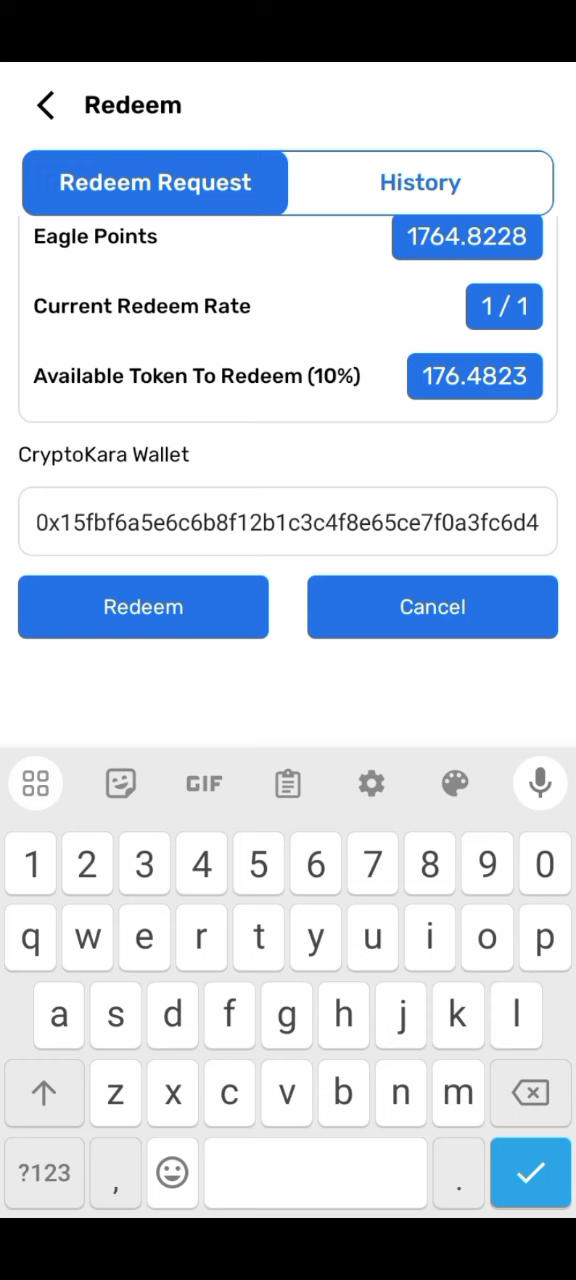 Redeem
Redeem Request
History
Eagle Points
1764.8228
Current Redeem Rate
1 / 1
Available Token To Redeem (10%)
176.4823
CryptoKara Wallet
0x15fbf6a5e6c6b8f12b1c3c4f8e65ce7f0a3fc6d4
Redeem
Cancel
GIF
1 2 3 4 5 6 7 8 9 0
q w e r t y u i o p
a s d f g h j k l
z x c v b n m
?123 , .